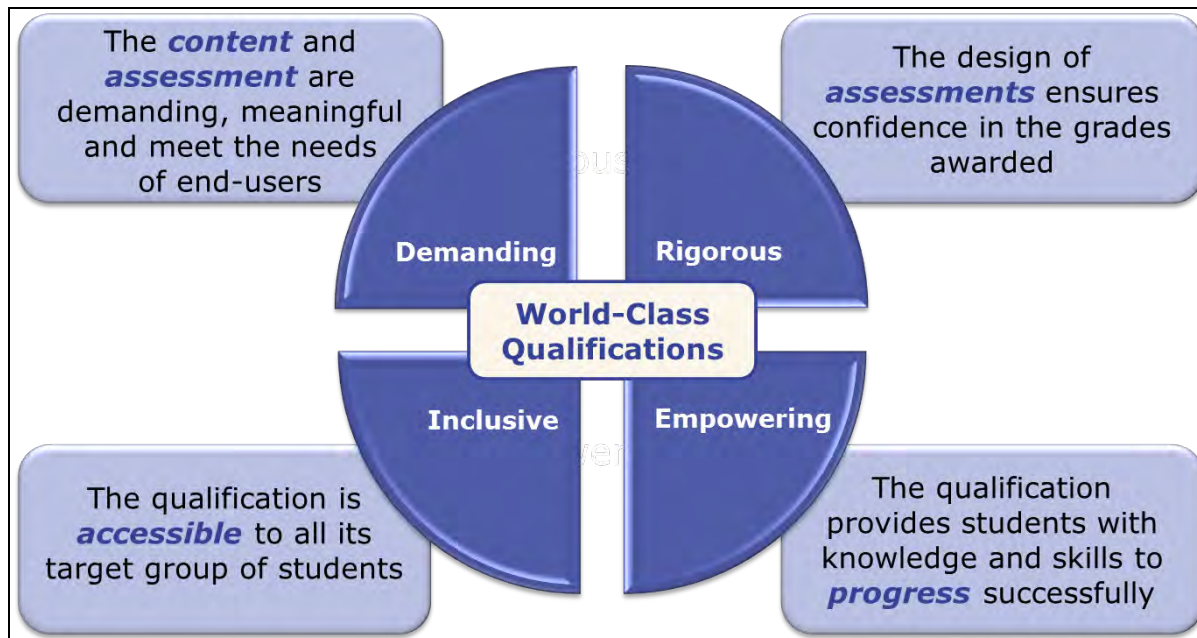 The content and
assessment are
demanding, meaningful
and meet the needs
of end-users
The design of
assessments ensures
confidence in the grades
awarded
Demanding
Rigorous
World-Class
Qualifications
Inclusive
Empowering
The qualification is
accessible to all its
target group of students
The qualification
provides students with
knowledge and skills to
progress successfully